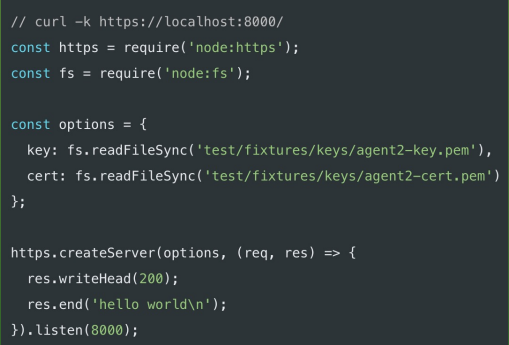 // curl -k https://localhost:8000/
const https = require('node:https');
const fs = require('node:fs');
const options = {
key: fs.readFileSync('test/fixtures/keys/agent2-key.pem'),
cert: fs.readFileSync('test/fixtures/keys/agent2-cert.pem')
};
https.createServer(options, (req, res) => {
res.writeHead(200);
res.end('hello world\n');
}).listen(8000);